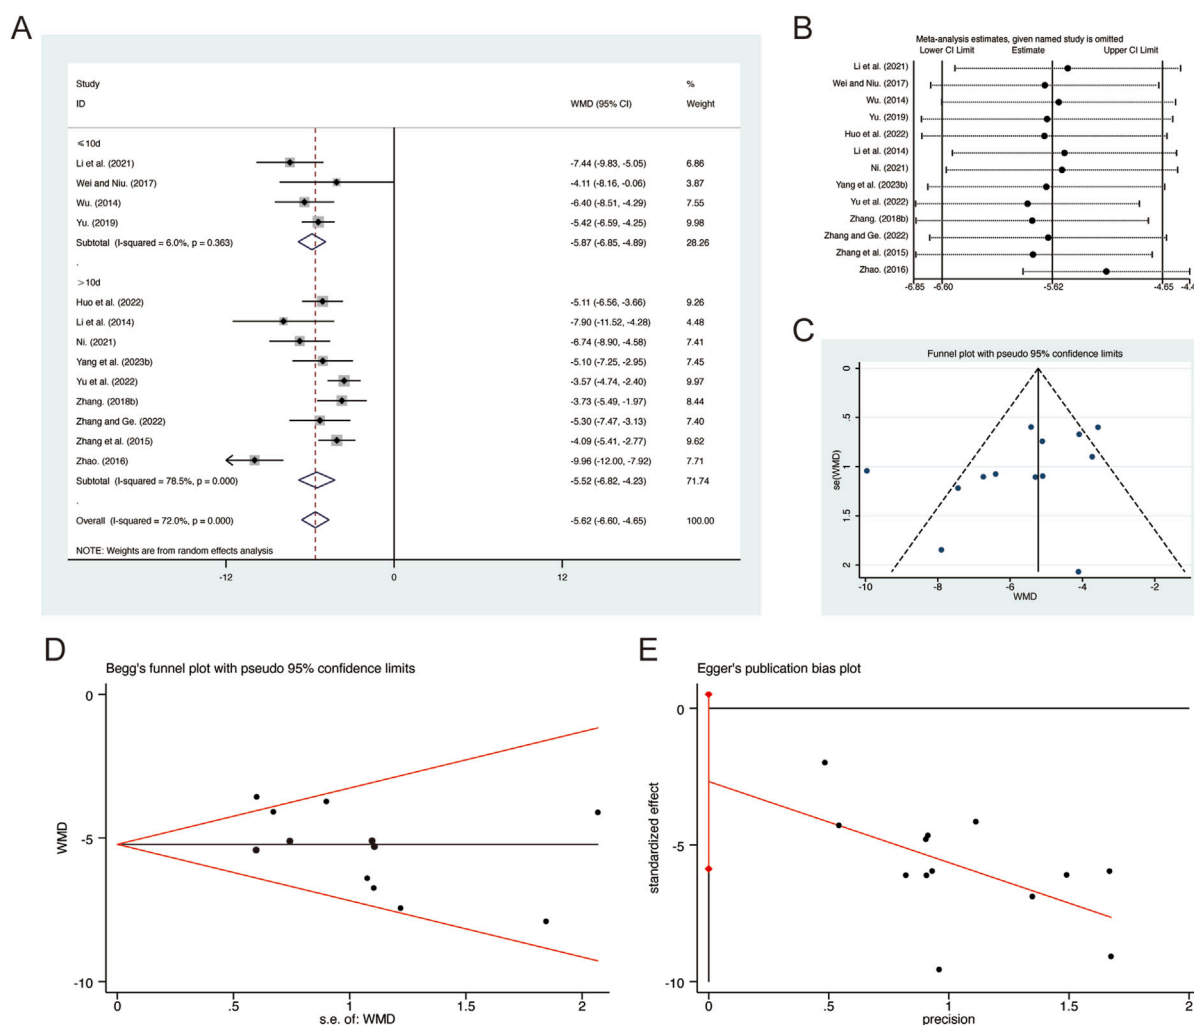 A
Study %
ID WMD (95% CI) Weight
≤10d
Li et al. (2021) -7.44 (-9.83, -5.05) 6.86
Wei and Niu. (2017) -4.11 (-8.16, -0.06) 3.87
Wu. (2014) -6.40 (-8.51, -4.29) 7.55
Yu. (2019) -5.42 (-6.59, -4.25) 9.98
Subtotal (I-squared = 6.0%, p = 0.363) -5.87 (-6.85, -4.89) 28.26
.
>10d
Huo et al. (2022) -5.11 (-6.56, -3.66) 9.26
Li et al. (2014) -7.90 (-11.52, -4.28) 4.48
Ni. (2021) -6.74 (-8.90, -4.58) 7.41
Yang et al. (2023b) -5.10 (-7.25, -2.95) 7.45
Yu et al. (2022) -3.57 (-4.74, -2.40) 9.97
Zhang. (2018b) -3.73 (-5.49, -1.97) 8.44
Zhang and Ge. (2022) -5.30 (-7.47, -3.13) 7.40
Zhang et al. (2015) -4.09 (-5.41, -2.77) 9.62
Zhao. (2016) -9.96 (-12.00, -7.92) 7.71
Subtotal (I-squared = 78.5%, p = 0.000) -5.52 (-6.82, -4.23) 71.74
.
Overall (I-squared = 72.0%, p = 0.000) -5.62 (-6.60, -4.65) 100.00
NOTE: Weights are from random effects analysis
-12 0 12
B
Meta-analysis estimates, given named study is omitted
Lower CI Limit Estimate Upper CI Limit
Li et al. (2021)
Wei and Niu. (2017)
Wu. (2014)
Yu. (2019)
Huo et al. (2022)
Li et al. (2014)
Ni. (2021)
Yang et al. (2023b)
Yu et al. (2022)
Zhang. (2018b)
Zhang and Ge. (2022)
Zhang et al. (2015)
Zhao. (2016)
-6.85 -6.60 -5.62 -4.65
C
Funnel plot with pseudo 95% confidence limits
se(WMD)
0
.5
1
1.5
2
-10 -8 -6 -4 -2
WMD
D
Begg's funnel plot with pseudo 95% confidence limits
WMD
0
-5
-10
0 .5 1 1.5 2
s.e. of: WMD
E
Egger's publication bias plot
standardized effect
0
-5
-10
0 .5 1 1.5 2
precision